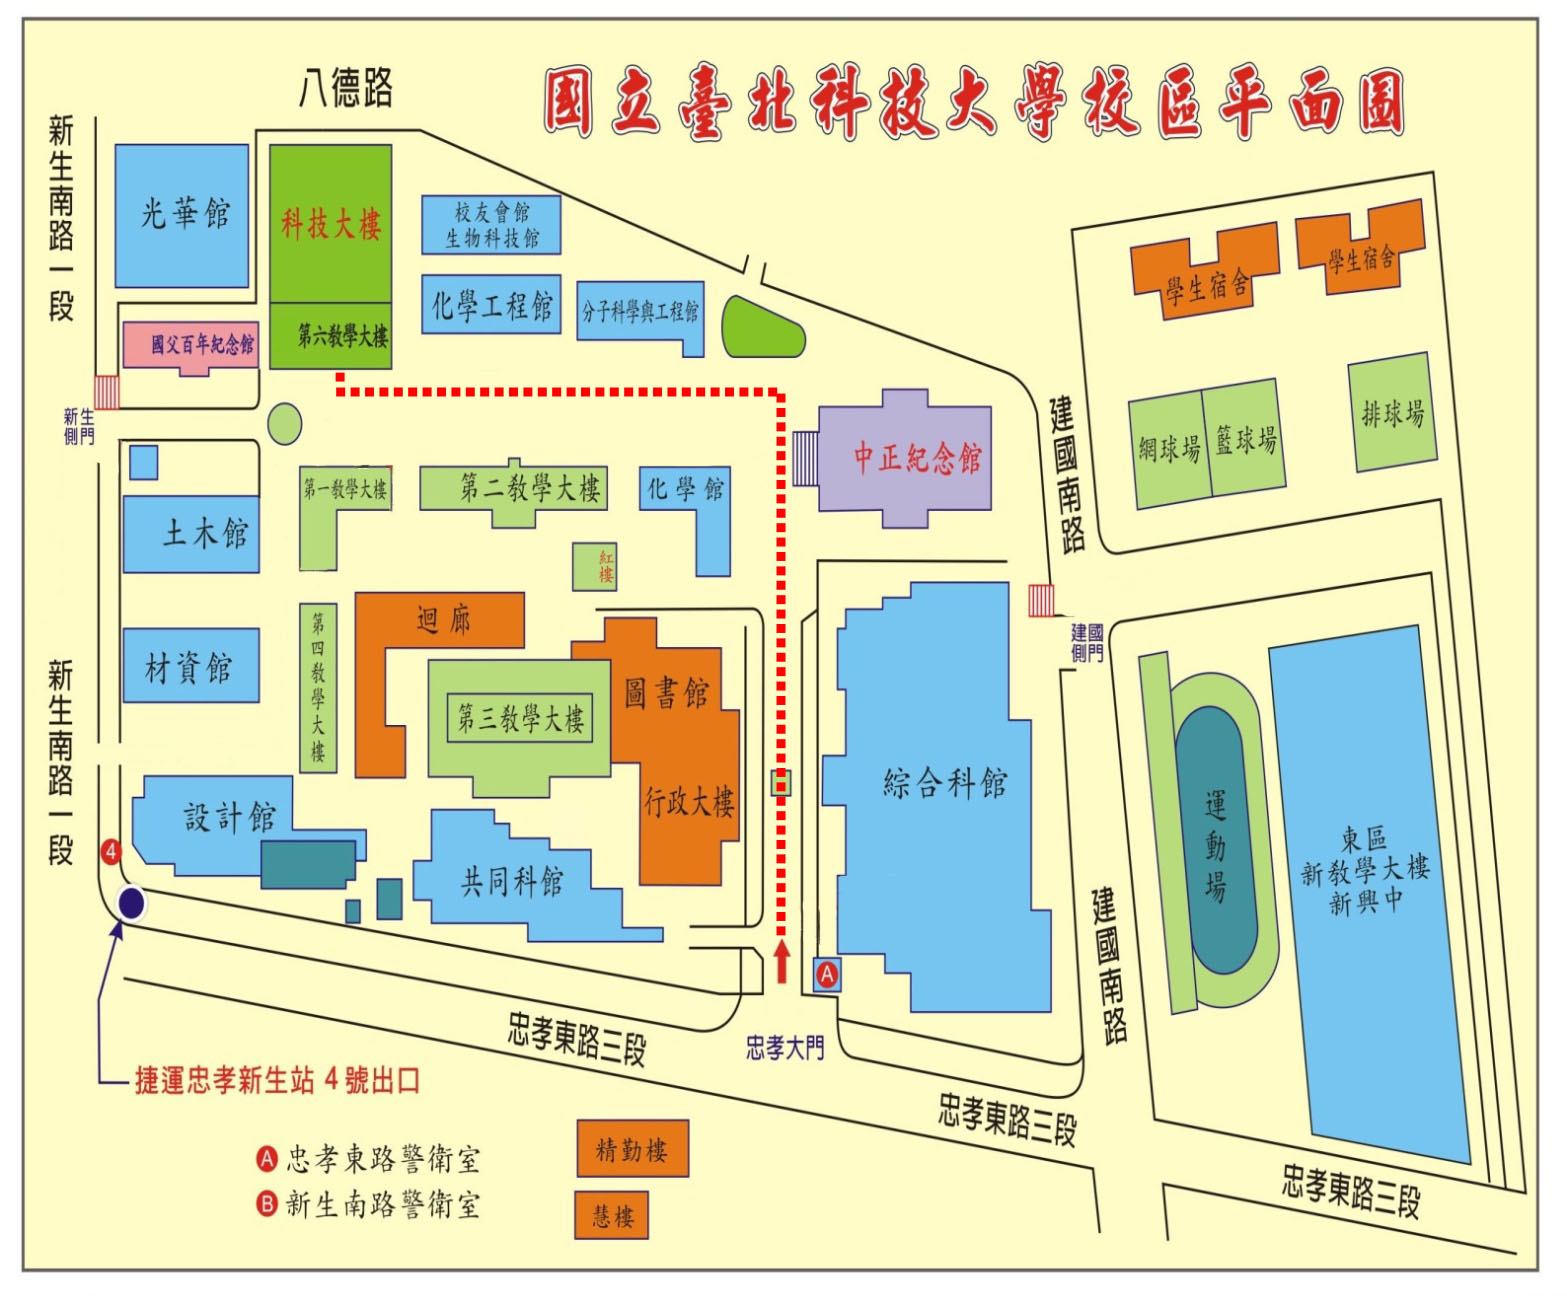 國立臺北科技大學校區平面圖
八德路
新生南路一段
光華館
科技大樓
校友會館
生物科技館
化學工程館
分子科學與工程館
第六教學大樓
國父百年紀念館
新生
側門
學生宿舍
學生宿舍
網球場
籃球場
排球場
建國南路
中正紀念館
第一教學大樓
第二教學大樓
化學館
紅樓
土木館
迴廊
第四教學大樓
材資館
圖書館
第三教學大樓
建國
側門
新生南路一段
設計館
行政大樓
綜合科館
運動場
東區
新教學大樓
新興中
4
共同科館
建國南路
A
忠孝東路三段
忠孝大門
捷運忠孝新生站 4 號出口
忠孝東路三段
A 忠孝東路警衛室
B 新生南路警衛室
精勤樓
慧樓
忠孝東路三段